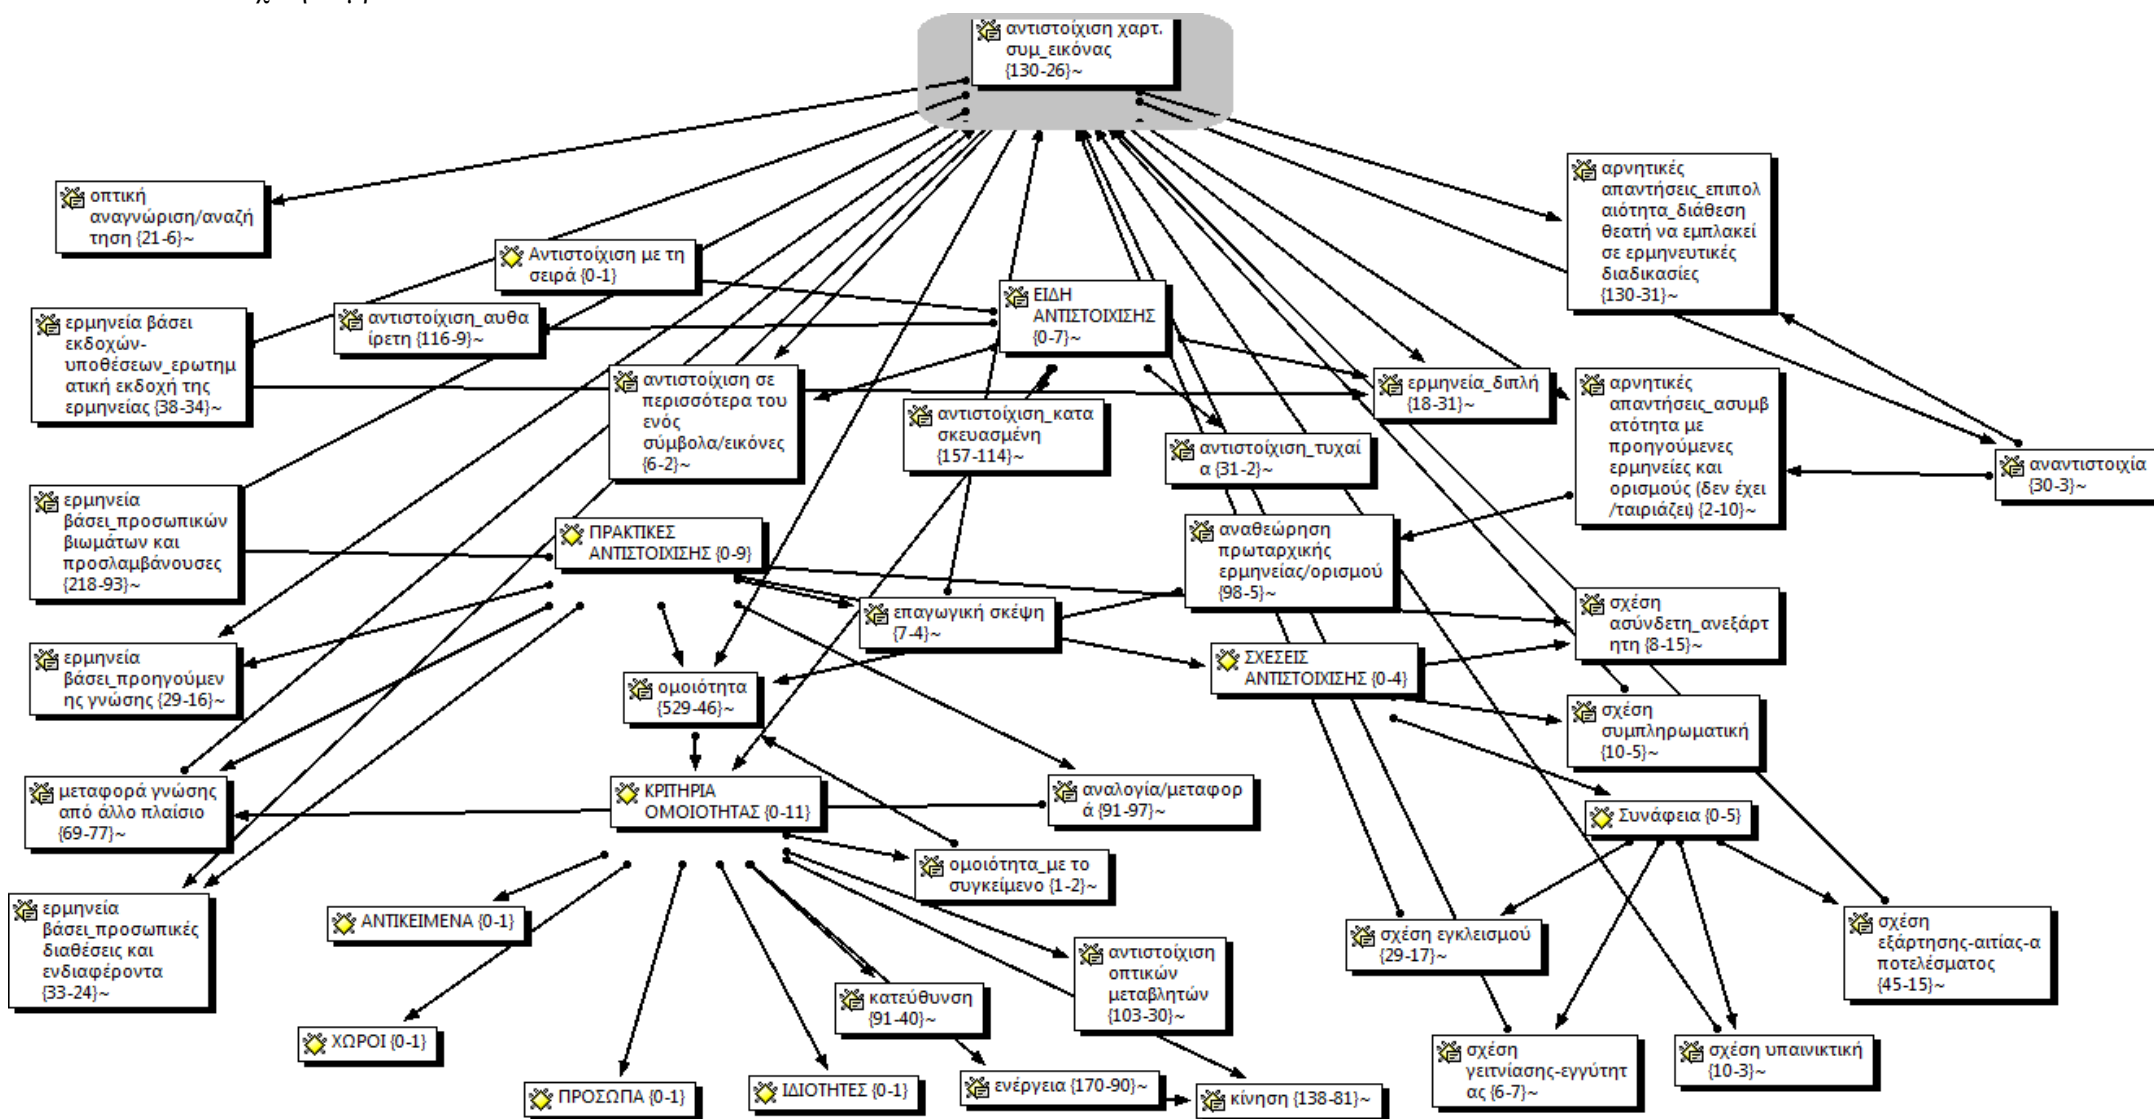 αντιστοίχιση χαρτ.
συμ_εικόνας
{130-26}~
οπτική
αναγνώριση/αναζή
τηση {21-6}~
αρνητικές
απαντήσεις_επιπολ
αιότητα_διάθεση
θεατή να εμπλακεί
σε ερμηνευτικές
διαδικασίες
{130-31}~
Αντιστοίχιση με τη
σειρά {0-1}
ΕΙΔΗ
ΑΝΤΙΣΤΟΙΧΙΣΗΣ
{0-7}~
ερμηνεία βάσει
εκδοχών-
υποθέσεων_ερωτημ
ατική εκδοχή της
ερμηνείας {38-34}~
αντιστοίχιση_αυθα
ίρετη {116-9}~
αντιστοίχιση σε
περισσότερα του
ενός
σύμβολα/εικόνες
{6-2}~
αντιστοίχιση_κατα
σκευασμένη
{157-114}~
ερμηνεία_διπλή
{18-31}~
αρνητικές
απαντήσεις_ασυμβ
ατότητα με
προηγούμενες
ερμηνείες και
ορισμούς (δεν έχει
/ταιριάζει) {2-10}~
αντιστοίχιση_τυχαί
α {31-2}~
αναντιστοιχία
{30-3}~
ερμηνεία
βάσει_προσωπικών
βιωμάτων και
προσλαμβάνουσες
{218-93}~
ΠΡΑΚΤΙΚΕΣ
ΑΝΤΙΣΤΟΙΧΙΣΗΣ {0-9}
αναθεώρηση
πρωταρχικής
ερμηνείας/ορισμού
{98-5}~
επαγωγική σκέψη
{7-4}~
σχέση
ασύνδετη_ανεξάρτ
ητη {8-15}~
ερμηνεία
βάσει_προηγούμεν
ης γνώσης {29-16}~
ΣΧΕΣΕΙΣ
ΑΝΤΙΣΤΟΙΧΙΣΗΣ {0-4}
ομοιότητα
{529-46}~
σχέση
συμπληρωματική
{10-5}~
μεταφορά γνώσης
από άλλο πλαίσιο
{69-77}~
ΚΡΙΤΗΡΙΑ
ΟΜΟΙΟΤΗΤΑΣ {0-11}
αναλογία/μεταφορ
ά {91-97}~
Συνάφεια {0-5}
ομοιότητα_με το
συγκείμενο {1-2}~
ερμηνεία
βάσει_προσωπικές
διαθέσεις και
ενδιαφέροντα
{33-24}~
ΑΝΤΙΚΕΙΜΕΝΑ {0-1}
σχέση εγκλεισμού
{29-17}~
σχέση
εξάρτησης-αιτίας-α
ποτελέσματος
{45-15}~
αντιστοίχιση
οπτικών
μεταβλητών
{103-30}~
κατεύθυνση
{91-40}~
ΧΩΡΟΙ {0-1}
σχέση
γειτνίασης-εγγύτητ
ας {6-7}~
σχέση υπαινικτική
{10-3}~
ΠΡΟΣΩΠΑ {0-1}
ΙΔΙΟΤΗΤΕΣ {0-1}
ενέργεια {170-90}~
κίνηση {138-81}~